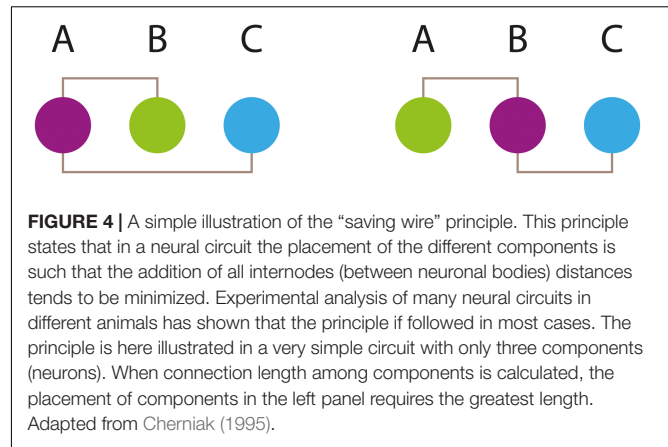 A B C A B C
FIGURE 4 | A simple illustration of the “saving wire” principle. This principle
states that in a neural circuit the placement of the different components is
such that the addition of all internodes (between neuronal bodies) distances
tends to be minimized. Experimental analysis of many neural circuits in
different animals has shown that the principle if followed in most cases. The
principle is here illustrated in a very simple circuit with only three components
(neurons). When connection length among components is calculated, the
placement of components in the left panel requires the greatest length.
Adapted from Cherniak (1995).